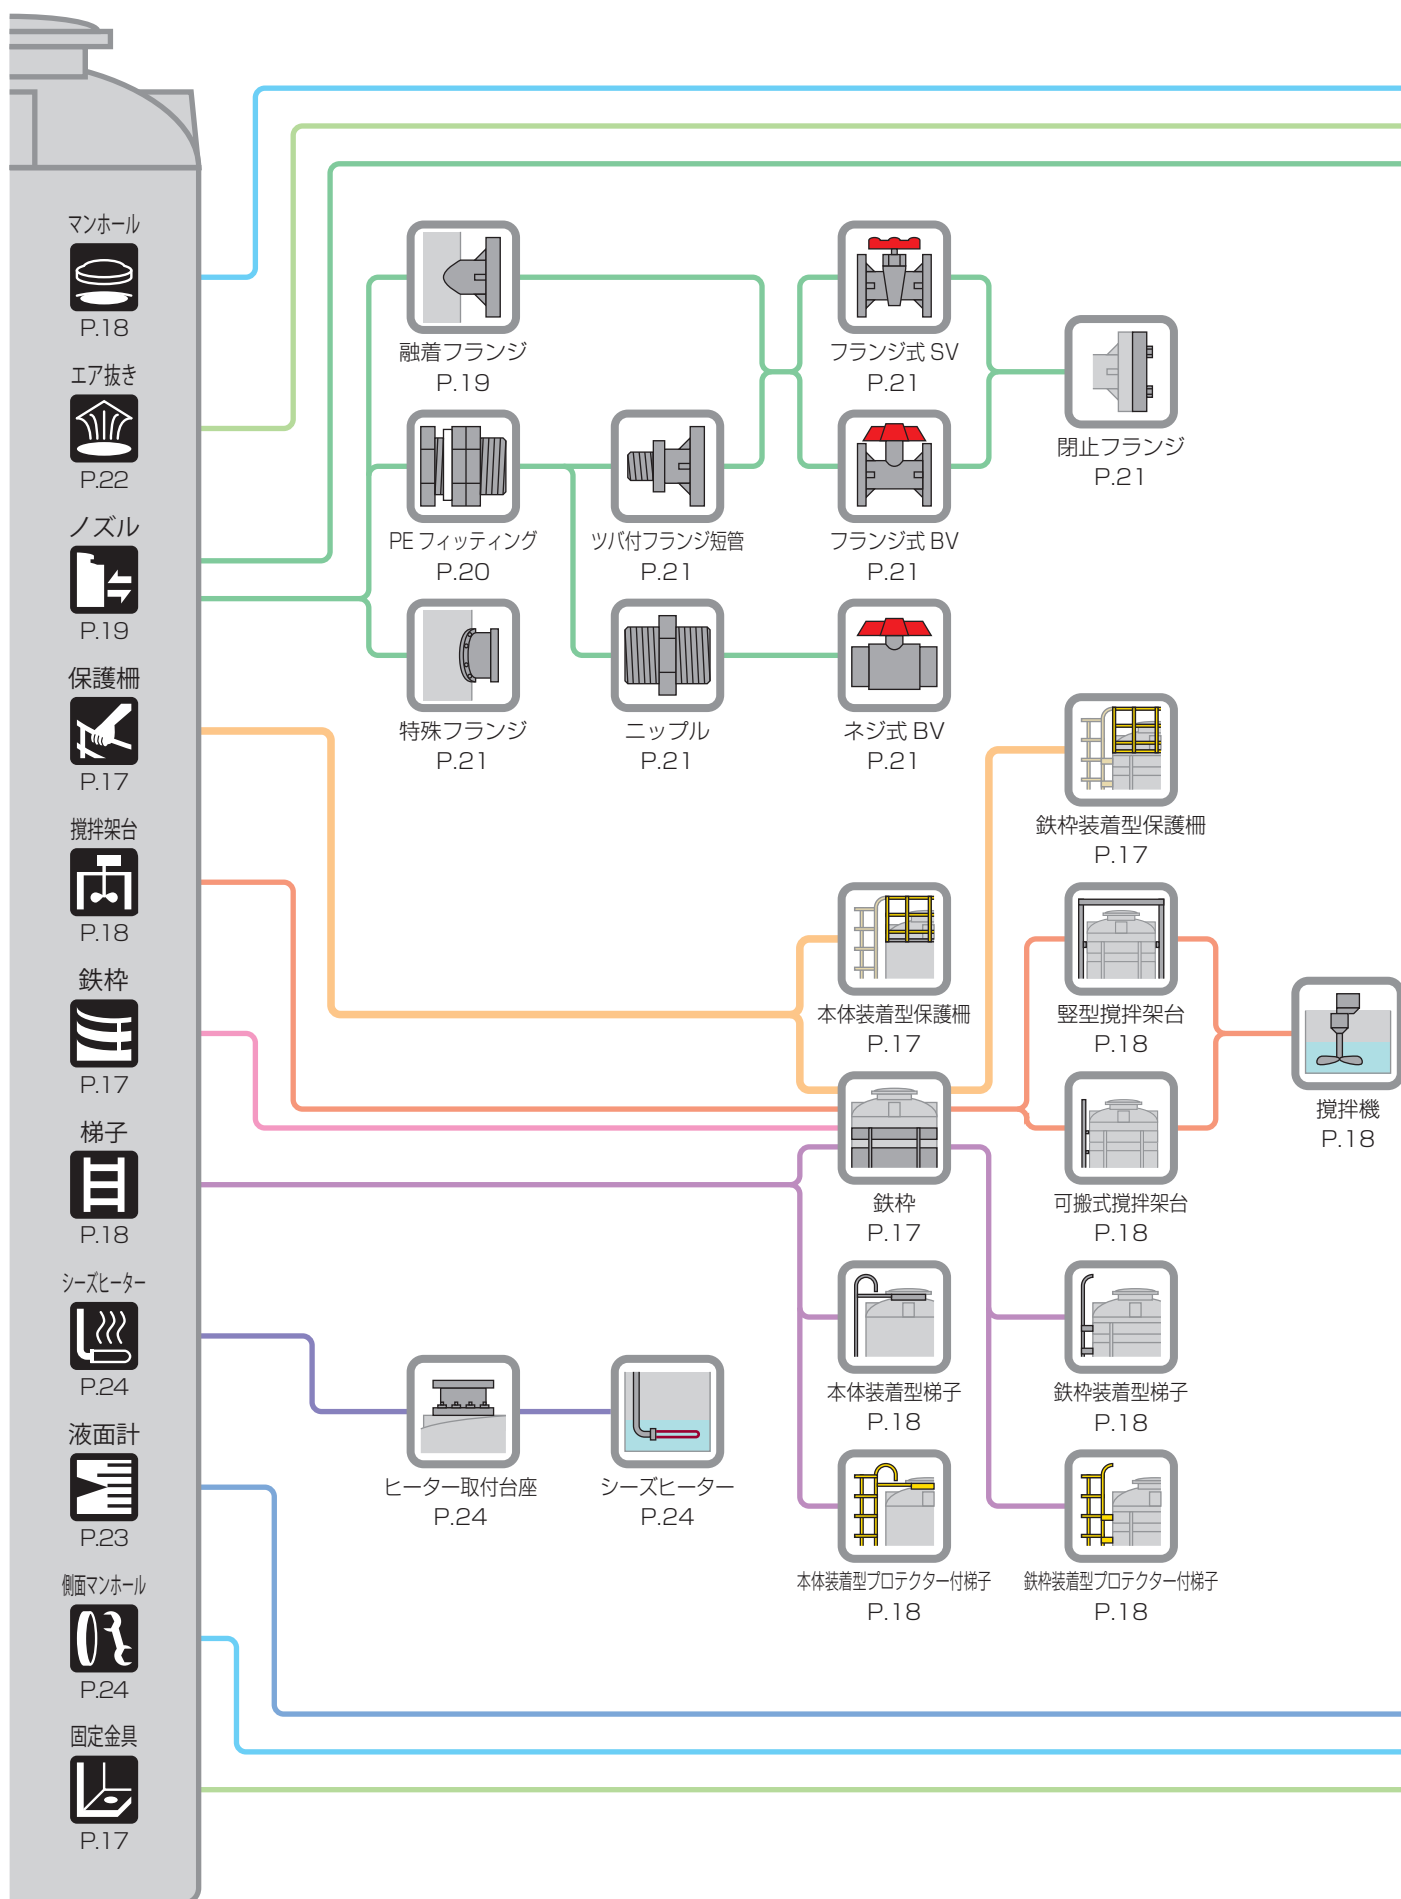 マンホール
P.18
エア抜き
P.22
ノズル
P.19
保護柵
P.17
撹拌架台
P.18
鉄枠
P.17
梯子
P.18
シーズヒーター
P.24
液面計
P.23
側面マンホール
P.24
固定金具
P.17
融着フランジ
P.19
フランジ式 SV
P.21
閉止フランジ
P.21
PE フィッティング
P.20
ツバ付フランジ短管
P.21
フランジ式 BV
P.21
特殊フランジ
P.21
ニップル
P.21
ネジ式 BV
P.21
鉄枠装着型保護柵
P.17
本体装着型保護柵
P.17
竪型撹拌架台
P.18
撹拌機
P.18
鉄枠
P.17
可搬式撹拌架台
P.18
本体装着型梯子
P.18
鉄枠装着型梯子
P.18
ヒーター取付台座
P.24
シーズヒーター
P.24
本体装着型プロテクター付梯子
P.18
鉄枠装着型プロテクター付梯子
P.18